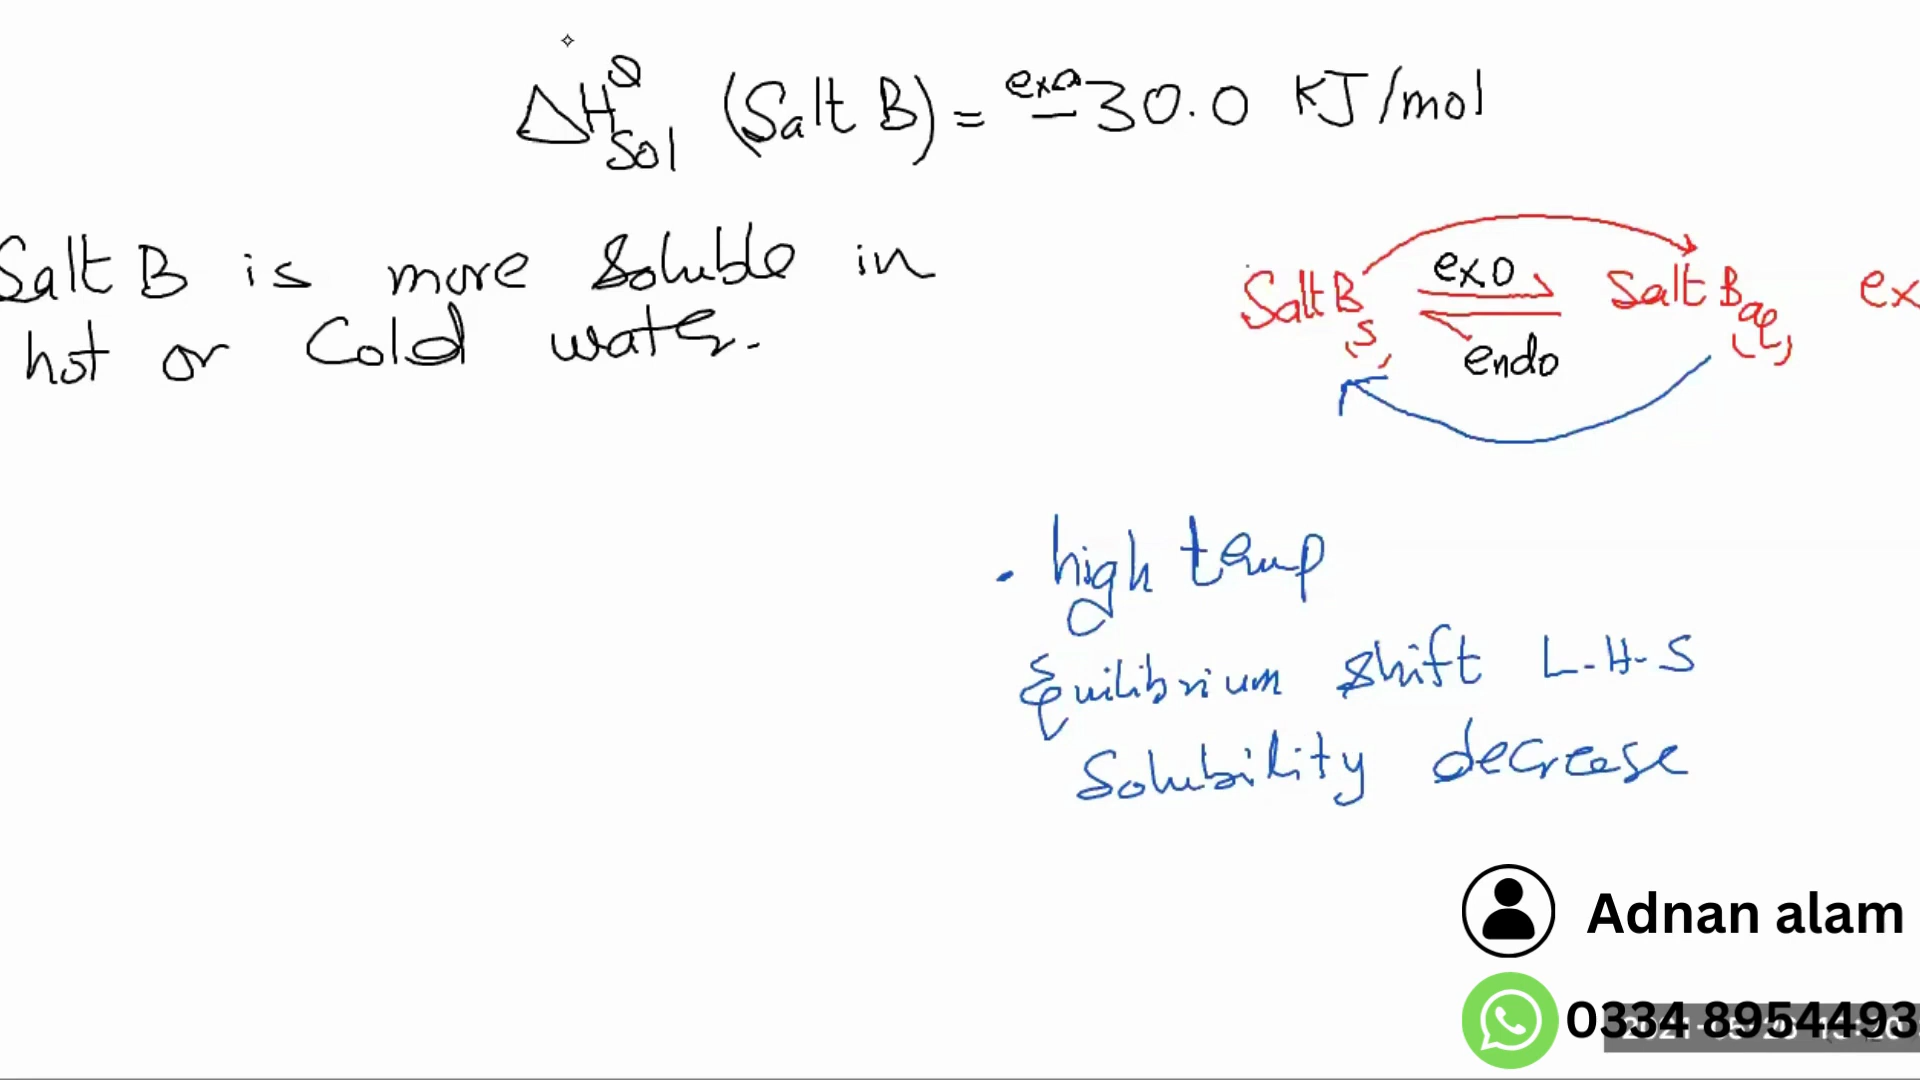 ΔH°sol (Salt B) = exo −30.0 KJ/mol
Salt B is more soluble in
hot or Cold water.
Salt B (s) exo ⇌ endo Salt B (aq) ex
• high temp
Equilibrium shift L-H-S
Solubility decrease
Adnan alam
0334 8954493